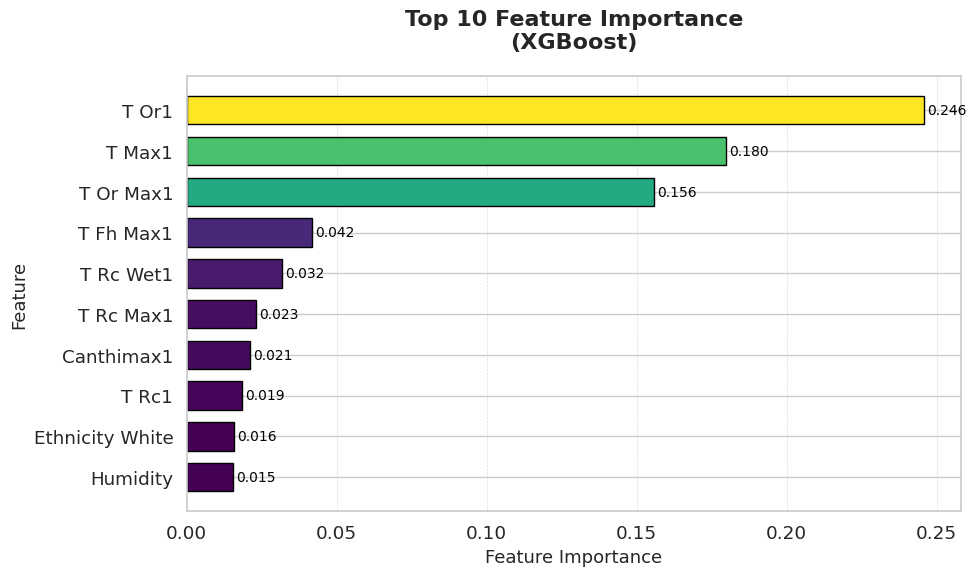 Top 10 Feature Importance
(XGBoost)
Feature
T Or1
0.246
T Max1
0.180
T Or Max1
0.156
T Fh Max1
0.042
T Rc Wet1
0.032
T Rc Max1
0.023
Canthimax1
0.021
T Rc1
0.019
Ethnicity White
0.016
Humidity
0.015
0.00 0.05 0.10 0.15 0.20 0.25
Feature Importance